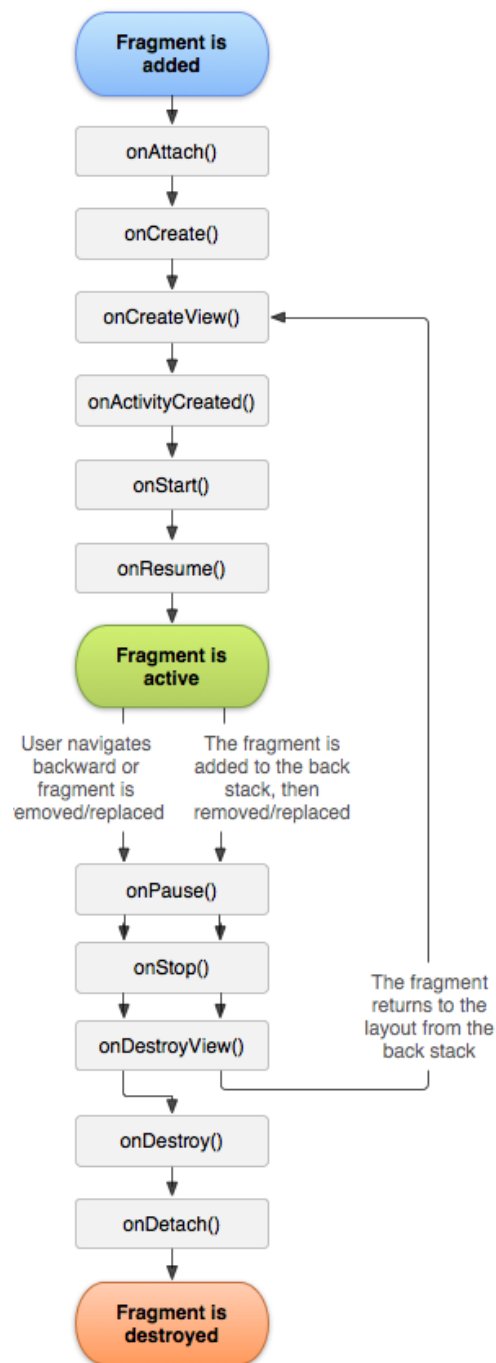 Fragment is
added
onAttach()
onCreate()
onCreateView()
onActivityCreated()
onStart()
onResume()
Fragment is
active
User navigates
backward or
fragment is
emoved/replaced
The fragment is
added to the back
stack, then
removed/replaced
onPause()
onStop()
onDestroyView()
The fragment
returns to the
layout from the
back stack
onDestroy()
onDetach()
Fragment is
destroyed